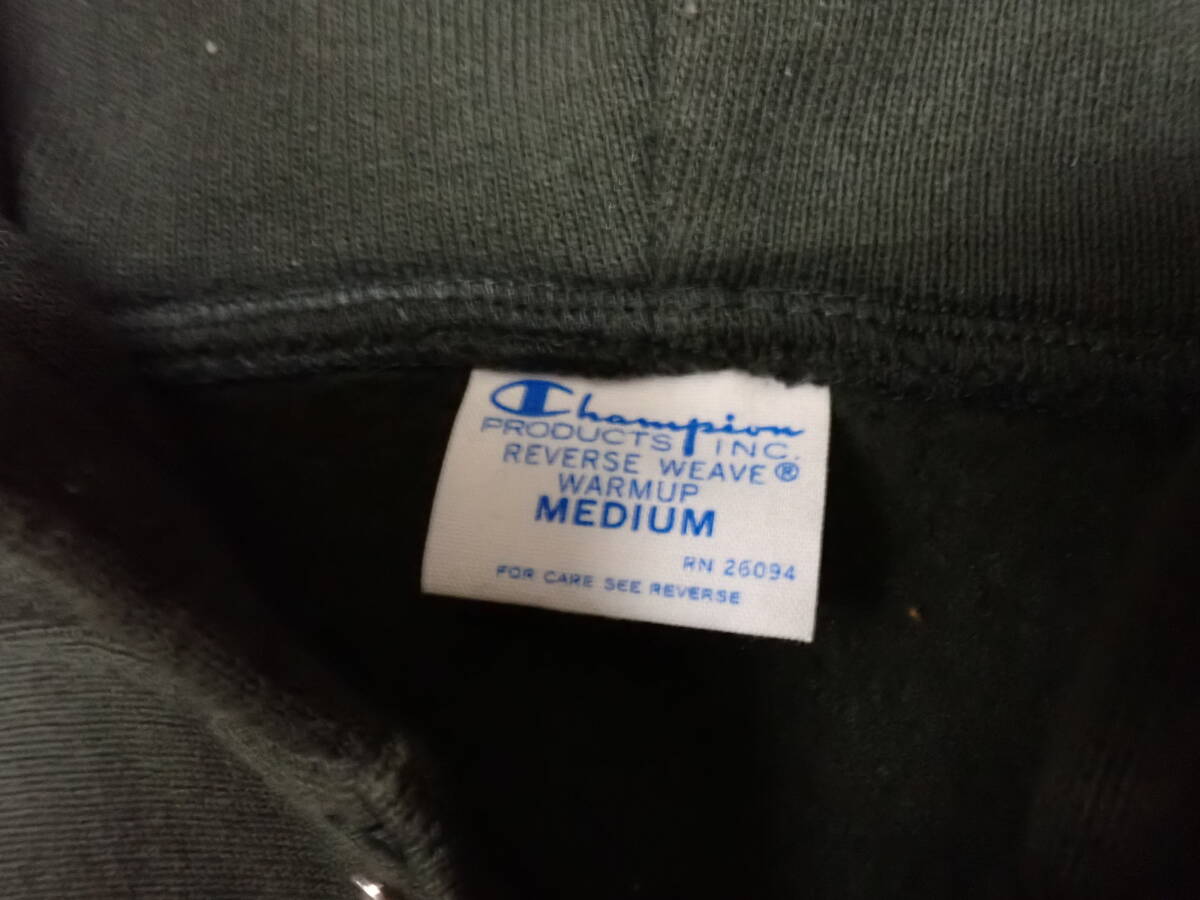 Champion
PRODUCTS INC.
REVERSE WEAVE®
WARMUP
MEDIUM
RN 26094
FOR CARE SEE REVERSE